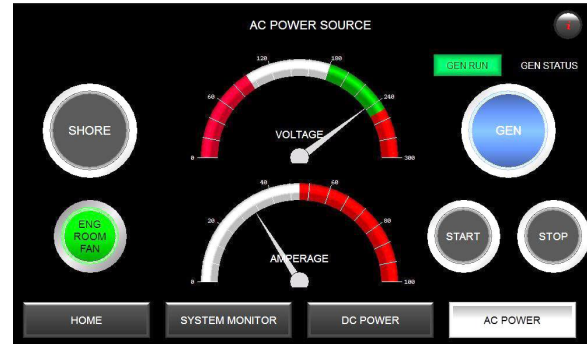 AC POWER SOURCE
GEN RUN
GEN STATUS
0
60
120
180
240
300
VOLTAGE
SHORE
GEN
ENG
ROOM
FAN
0
20
40
60
80
100
AMPERAGE
START
STOP
HOME
SYSTEM MONITOR
DC POWER
AC POWER